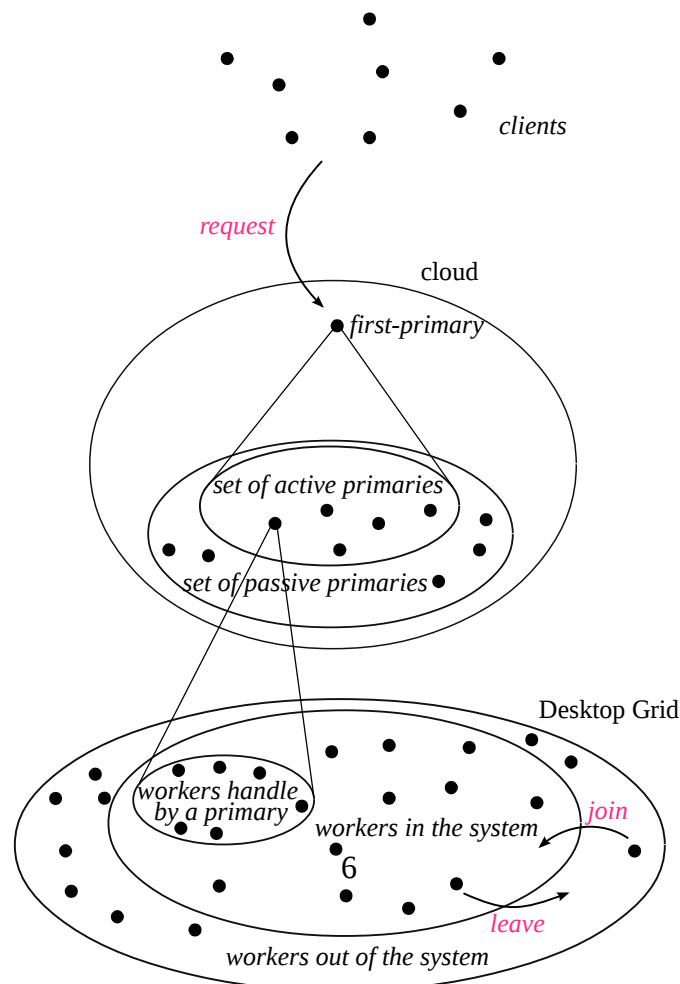 clients
request
cloud
first-primary
set of active primaries
set of passive primaries
Desktop Grid
workers handle
by a primary
join
workers in the system
6
leave
workers out of the system